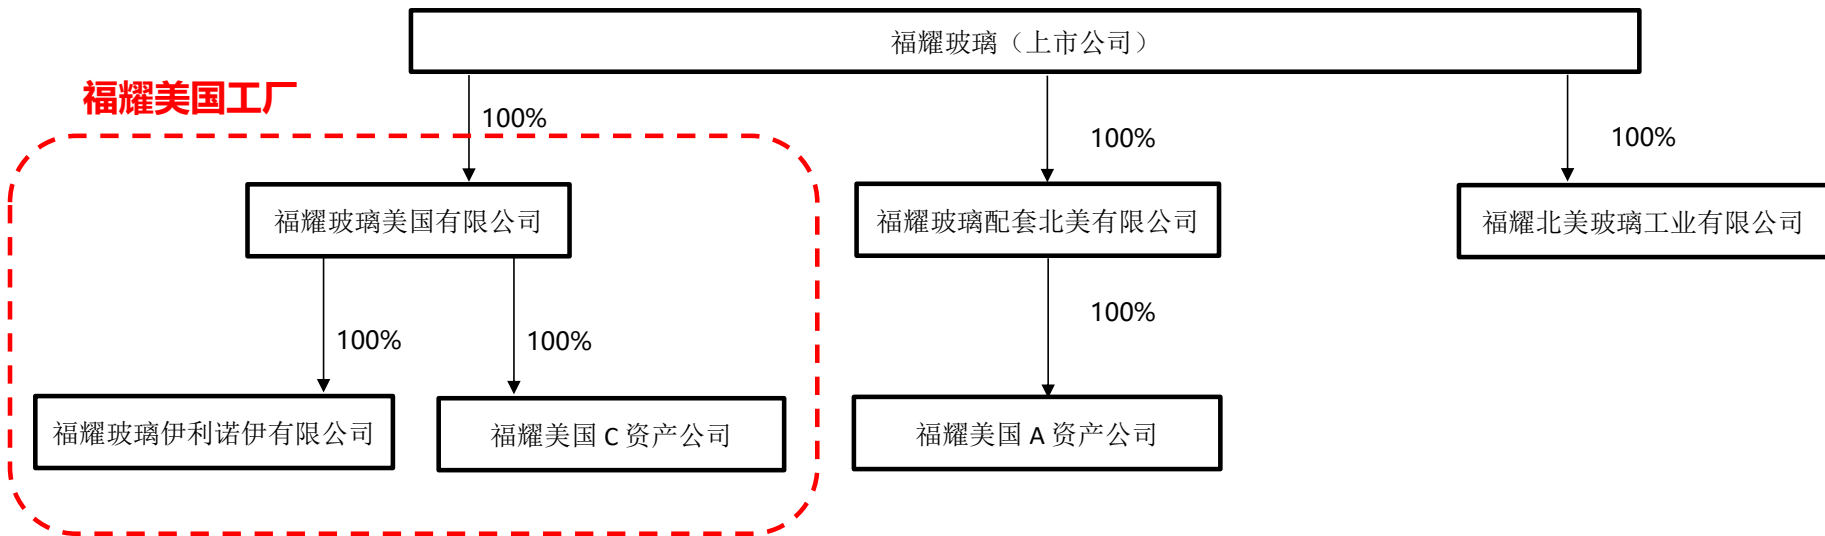 福耀玻璃（上市公司）
福耀美国工厂
100%
100%
100%
福耀玻璃美国有限公司
福耀玻璃配套北美有限公司
福耀北美玻璃工业有限公司
100%
100%
100%
福耀玻璃伊利诺伊有限公司
福耀美国 C 资产公司
福耀美国 A 资产公司